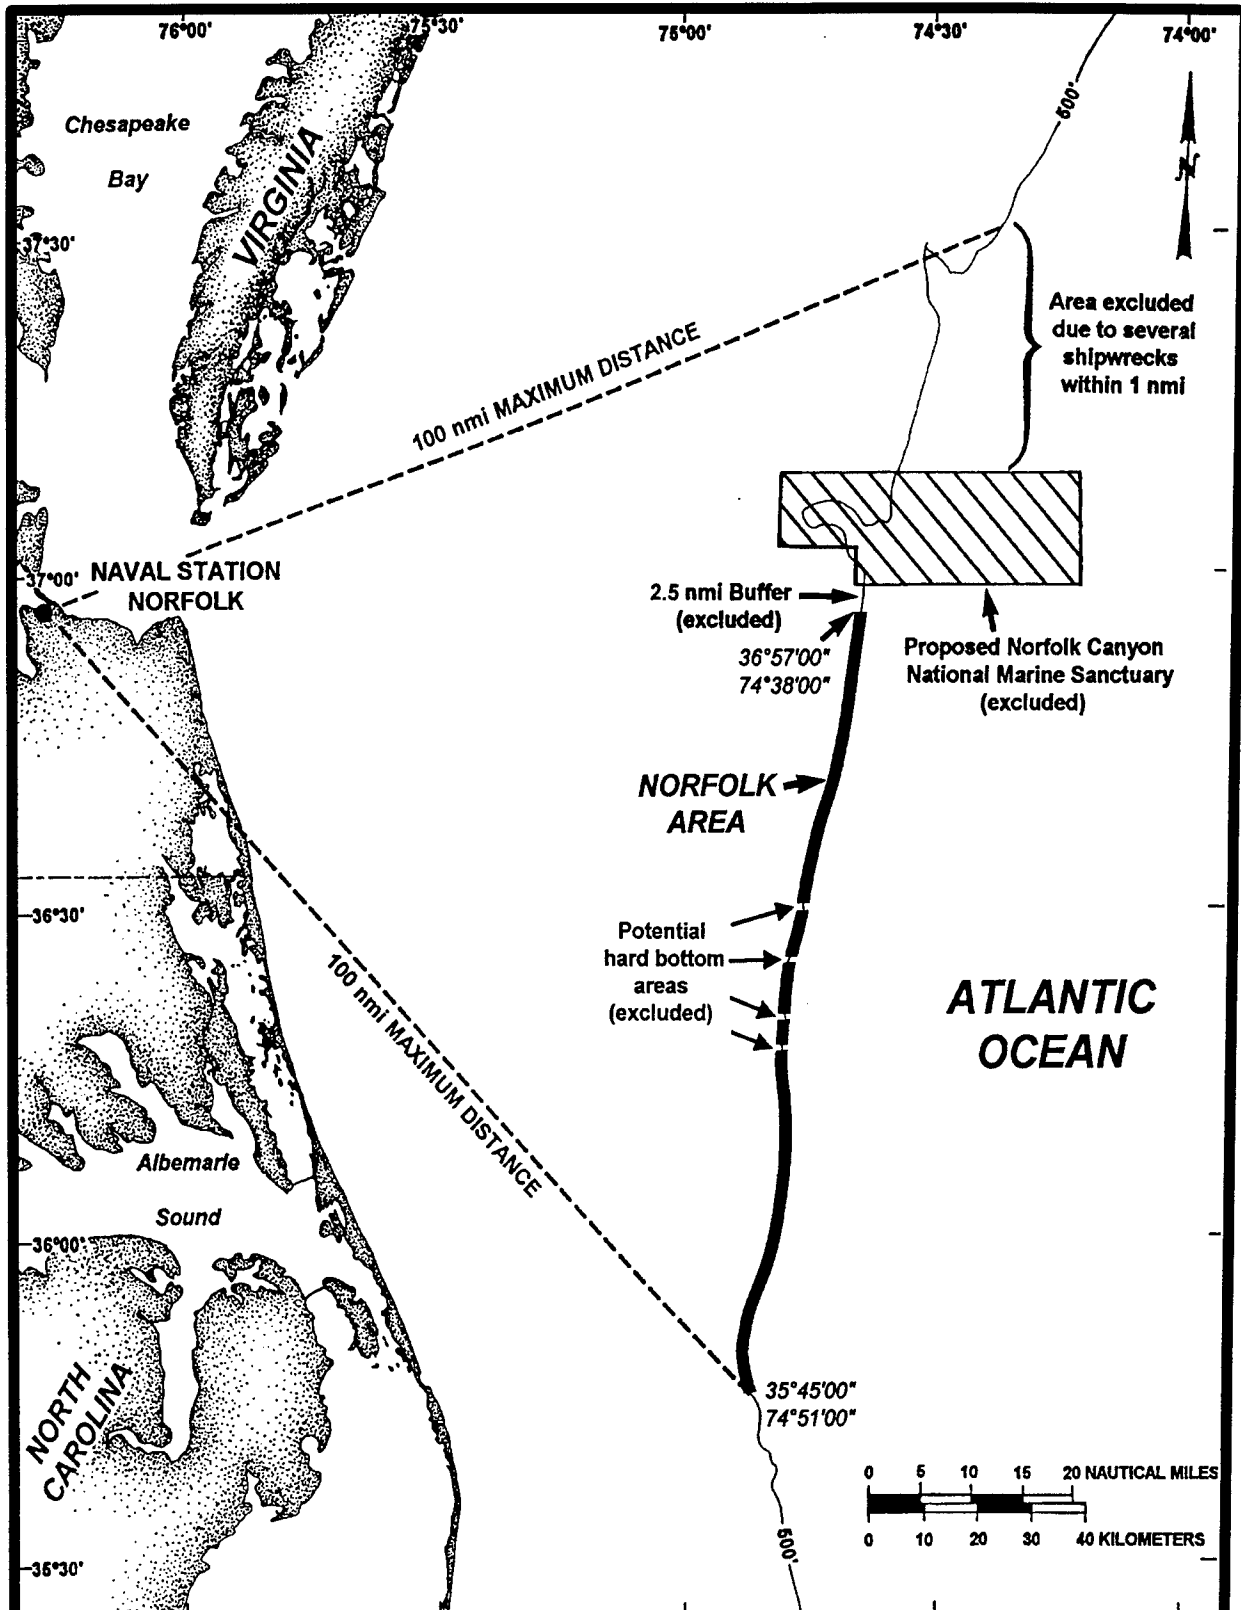 76°00'
75°30'
75°00'
74°30'
74°00'
500'
N
Chesapeake
Bay
VIRGINIA
37°30'
Area excluded
due to several
shipwrecks
within 1 nmi
100 nmi MAXIMUM DISTANCE
37°00'
NAVAL STATION
NORFOLK
2.5 nmi Buffer
(excluded)
36°57'00"
74°38'00"
Proposed Norfolk Canyon
National Marine Sanctuary
(excluded)
NORFOLK
AREA
36°30'
Potential
hard bottom
areas
(excluded)
100 nmi MAXIMUM DISTANCE
ATLANTIC
OCEAN
Albemarle
Sound
36°00'
NORTH
CAROLINA
35°45'00"
74°51'00"
0 5 10 15 20 NAUTICAL MILES
0 10 20 30 40 KILOMETERS
500'
35°30'